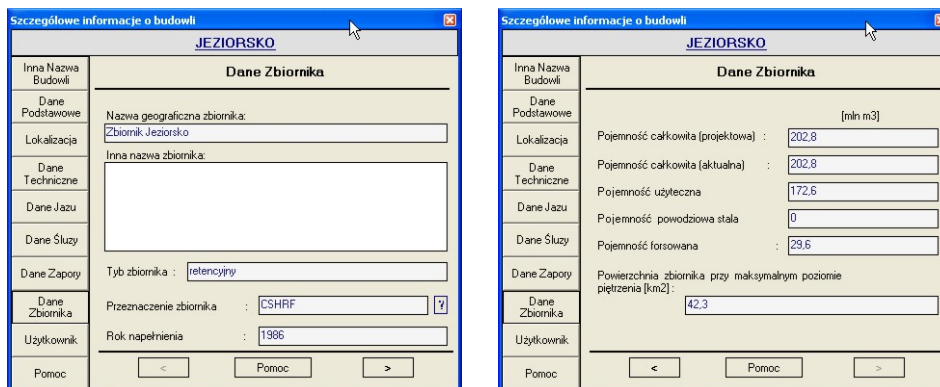 Szczególowe informacje o budowli
JEZIORSKO
Inna Nazwa
Budowli
Dane
Podstawowe
Lokalizacja
Dane
Techniczne
Dane Jazu
Dane Śluzy
Dane Zapory
Dane
Zbiornika
Użytkownik
Pomoc
Dane Zbiornika
Nazwa geograficzna zbiornika:
Zbiornik Jeziorsko
Inna nazwa zbiornika:
Tyb zbiornika : retencyjny
Przeznaczenie zbiornika : CSHRF ?
Rok napełnienia : 1986
< Pomoc >
Szczególowe informacje o budowli
JEZIORSKO
Inna Nazwa
Budowli
Dane
Podstawowe
Lokalizacja
Dane
Techniczne
Dane Jazu
Dane Śluzy
Dane Zapory
Dane
Zbiornika
Użytkownik
Pomoc
Dane Zbiornika
[mln m3]
Pojemność całkowita (projektowa) : 202,8
Pojemność całkowita (aktualna) : 202,8
Pojemność użyteczna 172,6
Pojemność powodziowa stala 0
Pojemność forsowana : 29,6
Powierzchnia zbiornika przy maksymalnym poziomie
piętrzenia [km2] :
42,3
< Pomoc >